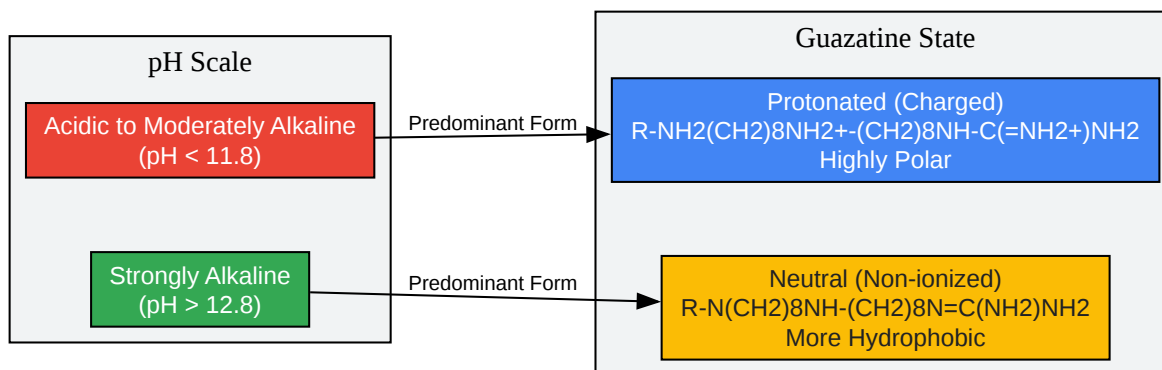 pH Scale
Acidic to Moderately Alkaline
(pH < 11.8)
Strongly Alkaline
(pH > 12.8)
Predominant Form
Predominant Form
Guazatine State
Protonated (Charged)
R-NH2(CH2)8NH2+-(CH2)8NH-C(=NH2+)NH2
Highly Polar
Neutral (Non-ionized)
R-N(CH2)8NH-(CH2)8N=C(NH2)NH2
More Hydrophobic